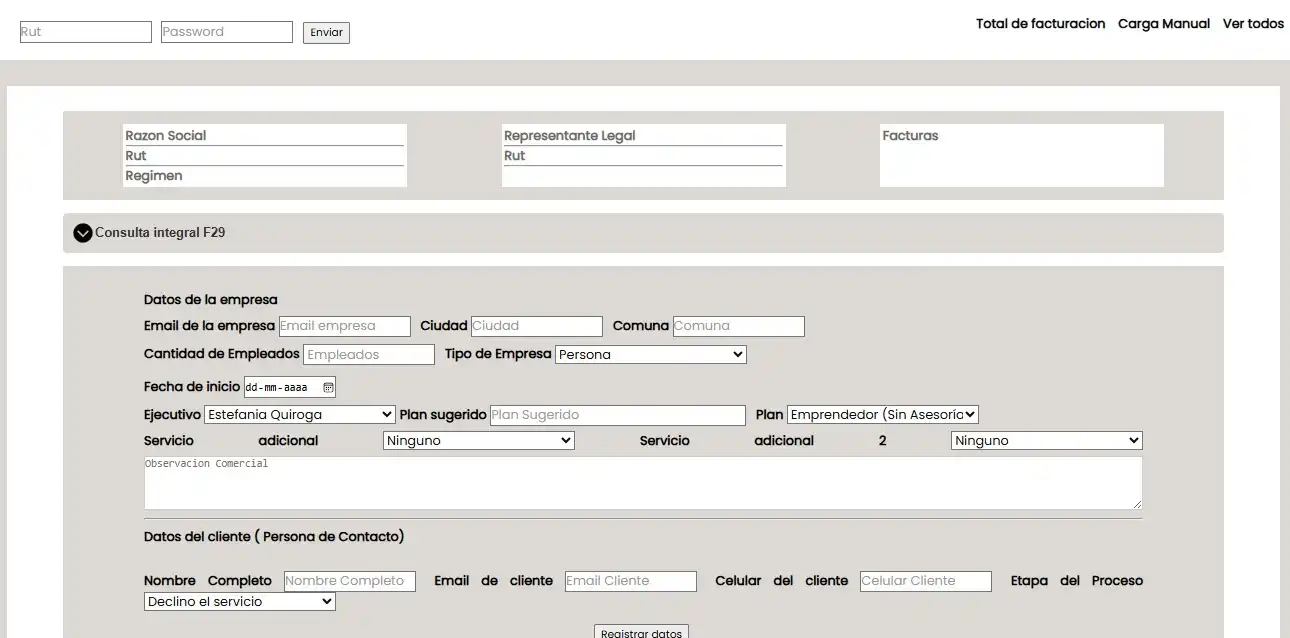 Rut Password Enviar Total de facturacion Carga Manual Ver todos
Razon Social
Rut
Regimen
Representante Legal
Rut
Facturas
Consulta integral F29
Datos de la empresa
Email de la empresa Email empresa Ciudad Ciudad Comuna Comuna
Cantidad de Empleados Empleados Tipo de Empresa Persona
Fecha de inicio dd-mm-aaaa
Ejecutivo Estefania Quiroga Plan sugerido Plan Sugerido Plan Emprendedor (Sin Asesoría
Servicio adicional Ninguno Servicio adicional 2 Ninguno
Observacion Comercial
Datos del cliente ( Persona de Contacto)
Nombre Completo Nombre Completo Email de cliente Email Cliente Celular del cliente Celular Cliente Etapa del Proceso
Declino el servicio
Registrar datos